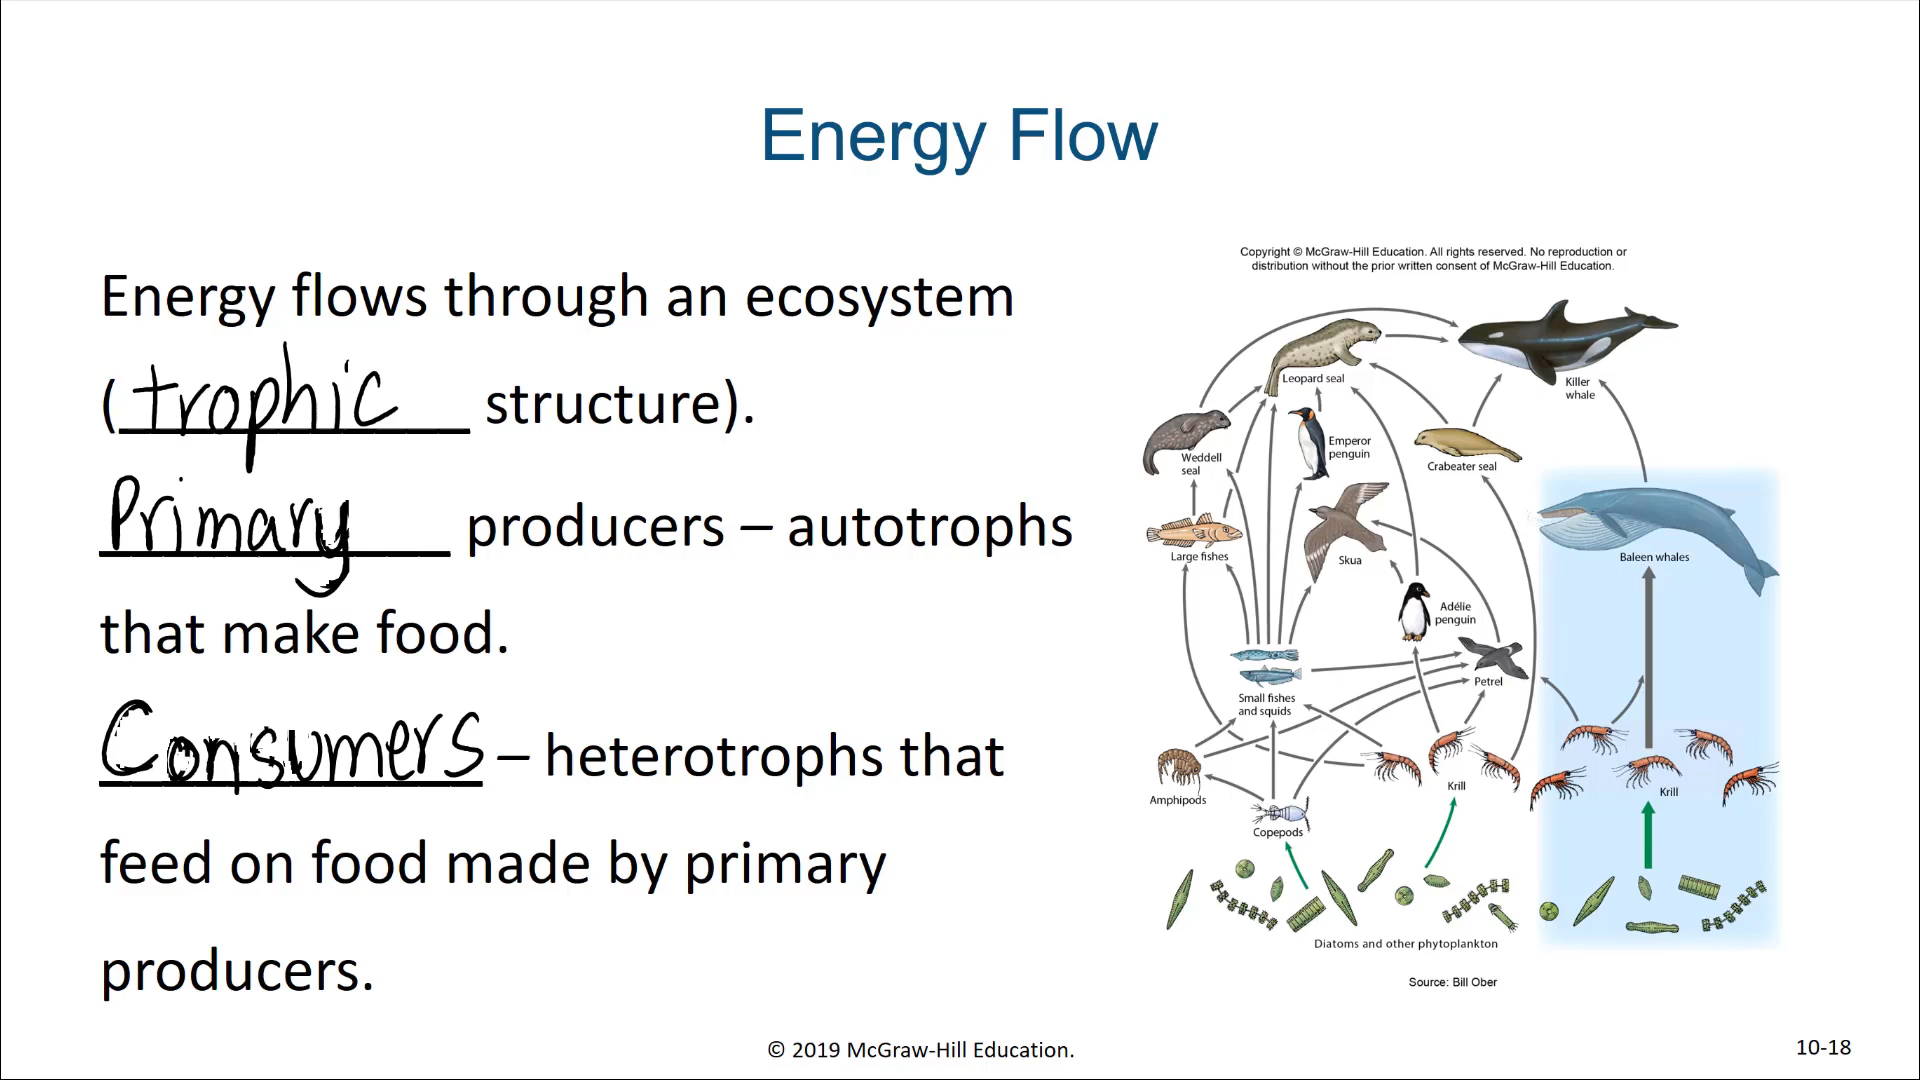 Energy Flow
Energy flows through an ecosystem
(trophic structure).
Primary producers – autotrophs
that make food.
Consumers – heterotrophs that
feed on food made by primary
producers.
Copyright © McGraw-Hill Education. All rights reserved. No reproduction or
distribution without the prior written consent of McGraw-Hill Education.
Leopard seal
Killer
whale
Weddell
seal
Emperor
penguin
Crabeater seal
Large fishes
Skua
Baleen whales
Adélie
penguin
Petrel
Small fishes
and squids
Amphipods
Krill
Krill
Copepods
Diatoms and other phytoplankton
Source: Bill Ober
© 2019 McGraw-Hill Education.
10-18